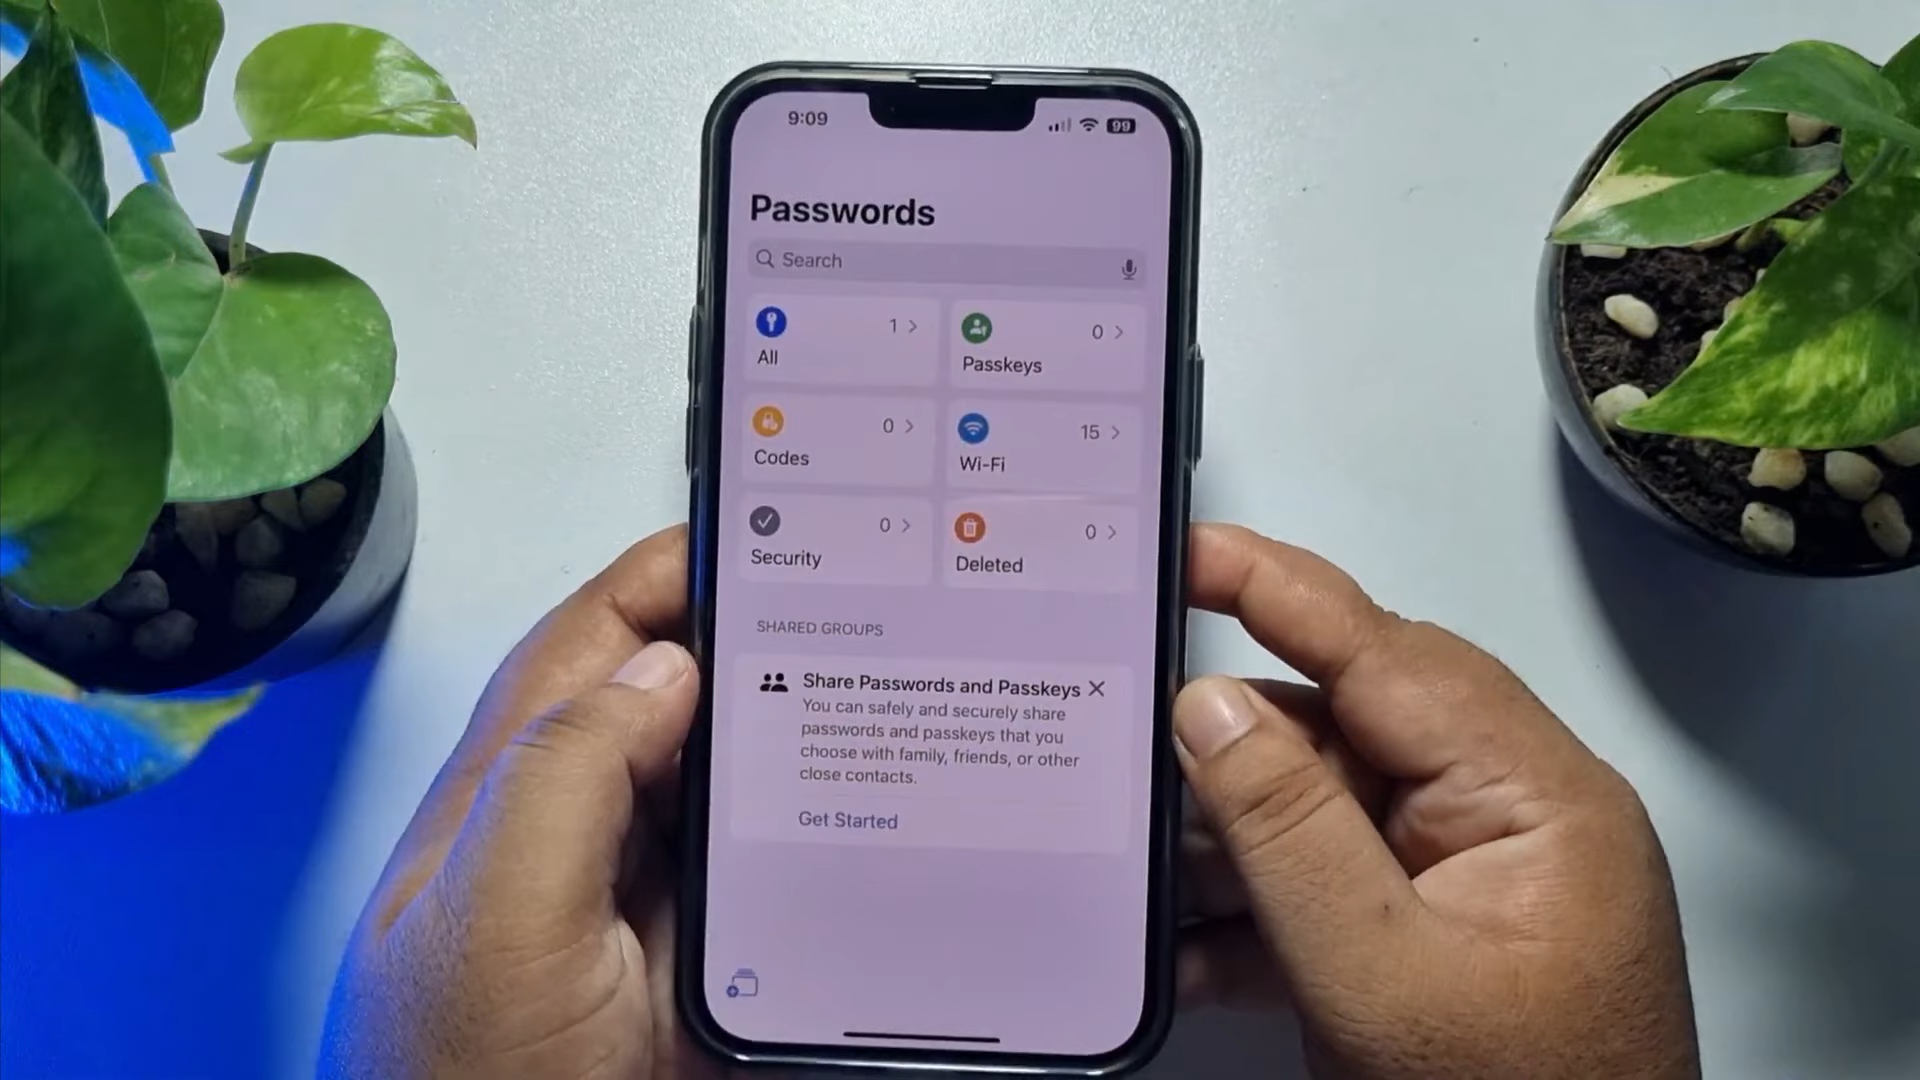 9:09
99
Passwords
Search
1
All
0
Passkeys
0
Codes
15
Wi-Fi
0
Security
0
Deleted
SHARED GROUPS
Share Passwords and Passkeys
You can safely and securely share
passwords and passkeys that you
choose with family, friends, or other
close contacts.
Get Started